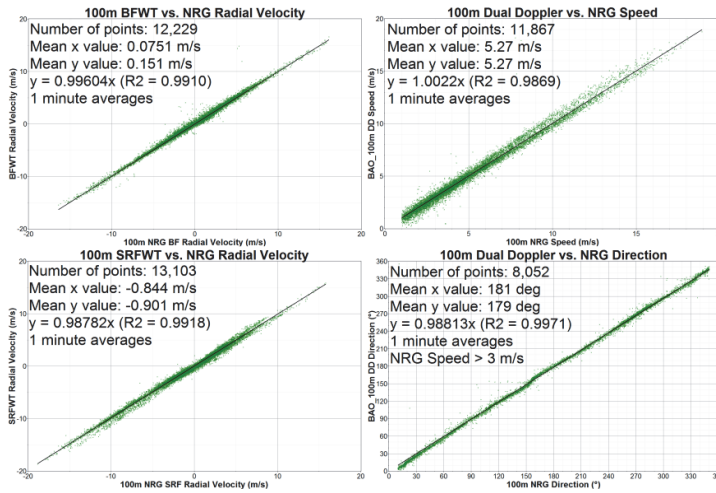 100m BFWT vs. NRG Radial Velocity
Number of points: 12,229
Mean x value: 0.0751 m/s
Mean y value: 0.151 m/s
y = 0.99604x (R2 = 0.9910)
1 minute averages
BFWT Radial Velocity (m/s)
20
10
0
-10
-20
-20 -10 0 10 20
100m NRG BF Radial Velocity (m/s)
100m Dual Doppler vs. NRG Speed
Number of points: 11,867
Mean x value: 5.27 m/s
Mean y value: 5.27 m/s
y = 1.0022x (R2 = 0.9869)
1 minute averages
BAO_100m DD Speed (m/s)
20
15
10
5
0
5 10 15
100m NRG Speed (m/s)
100m SRFWT vs. NRG Radial Velocity
Number of points: 13,103
Mean x value: -0.844 m/s
Mean y value: -0.901 m/s
y = 0.98782x (R2 = 0.9918)
1 minute averages
SRFWT Radial Velocity (m/s)
20
10
0
-10
-20
-20 -10 0 10 20
100m NRG SRF Radial Velocity (m/s)
100m Dual Doppler vs. NRG Direction
Number of points: 8,052
Mean x value: 181 deg
Mean y value: 179 deg
y = 0.98813x (R2 = 0.9971)
1 minute averages
NRG Speed > 3 m/s
BAO_100m DD Direction (°)
360
330
300
270
240
210
180
150
120
90
60
30
0
0 30 60 90 120 150 180 210 240 270 300 330
100m NRG Direction (°)